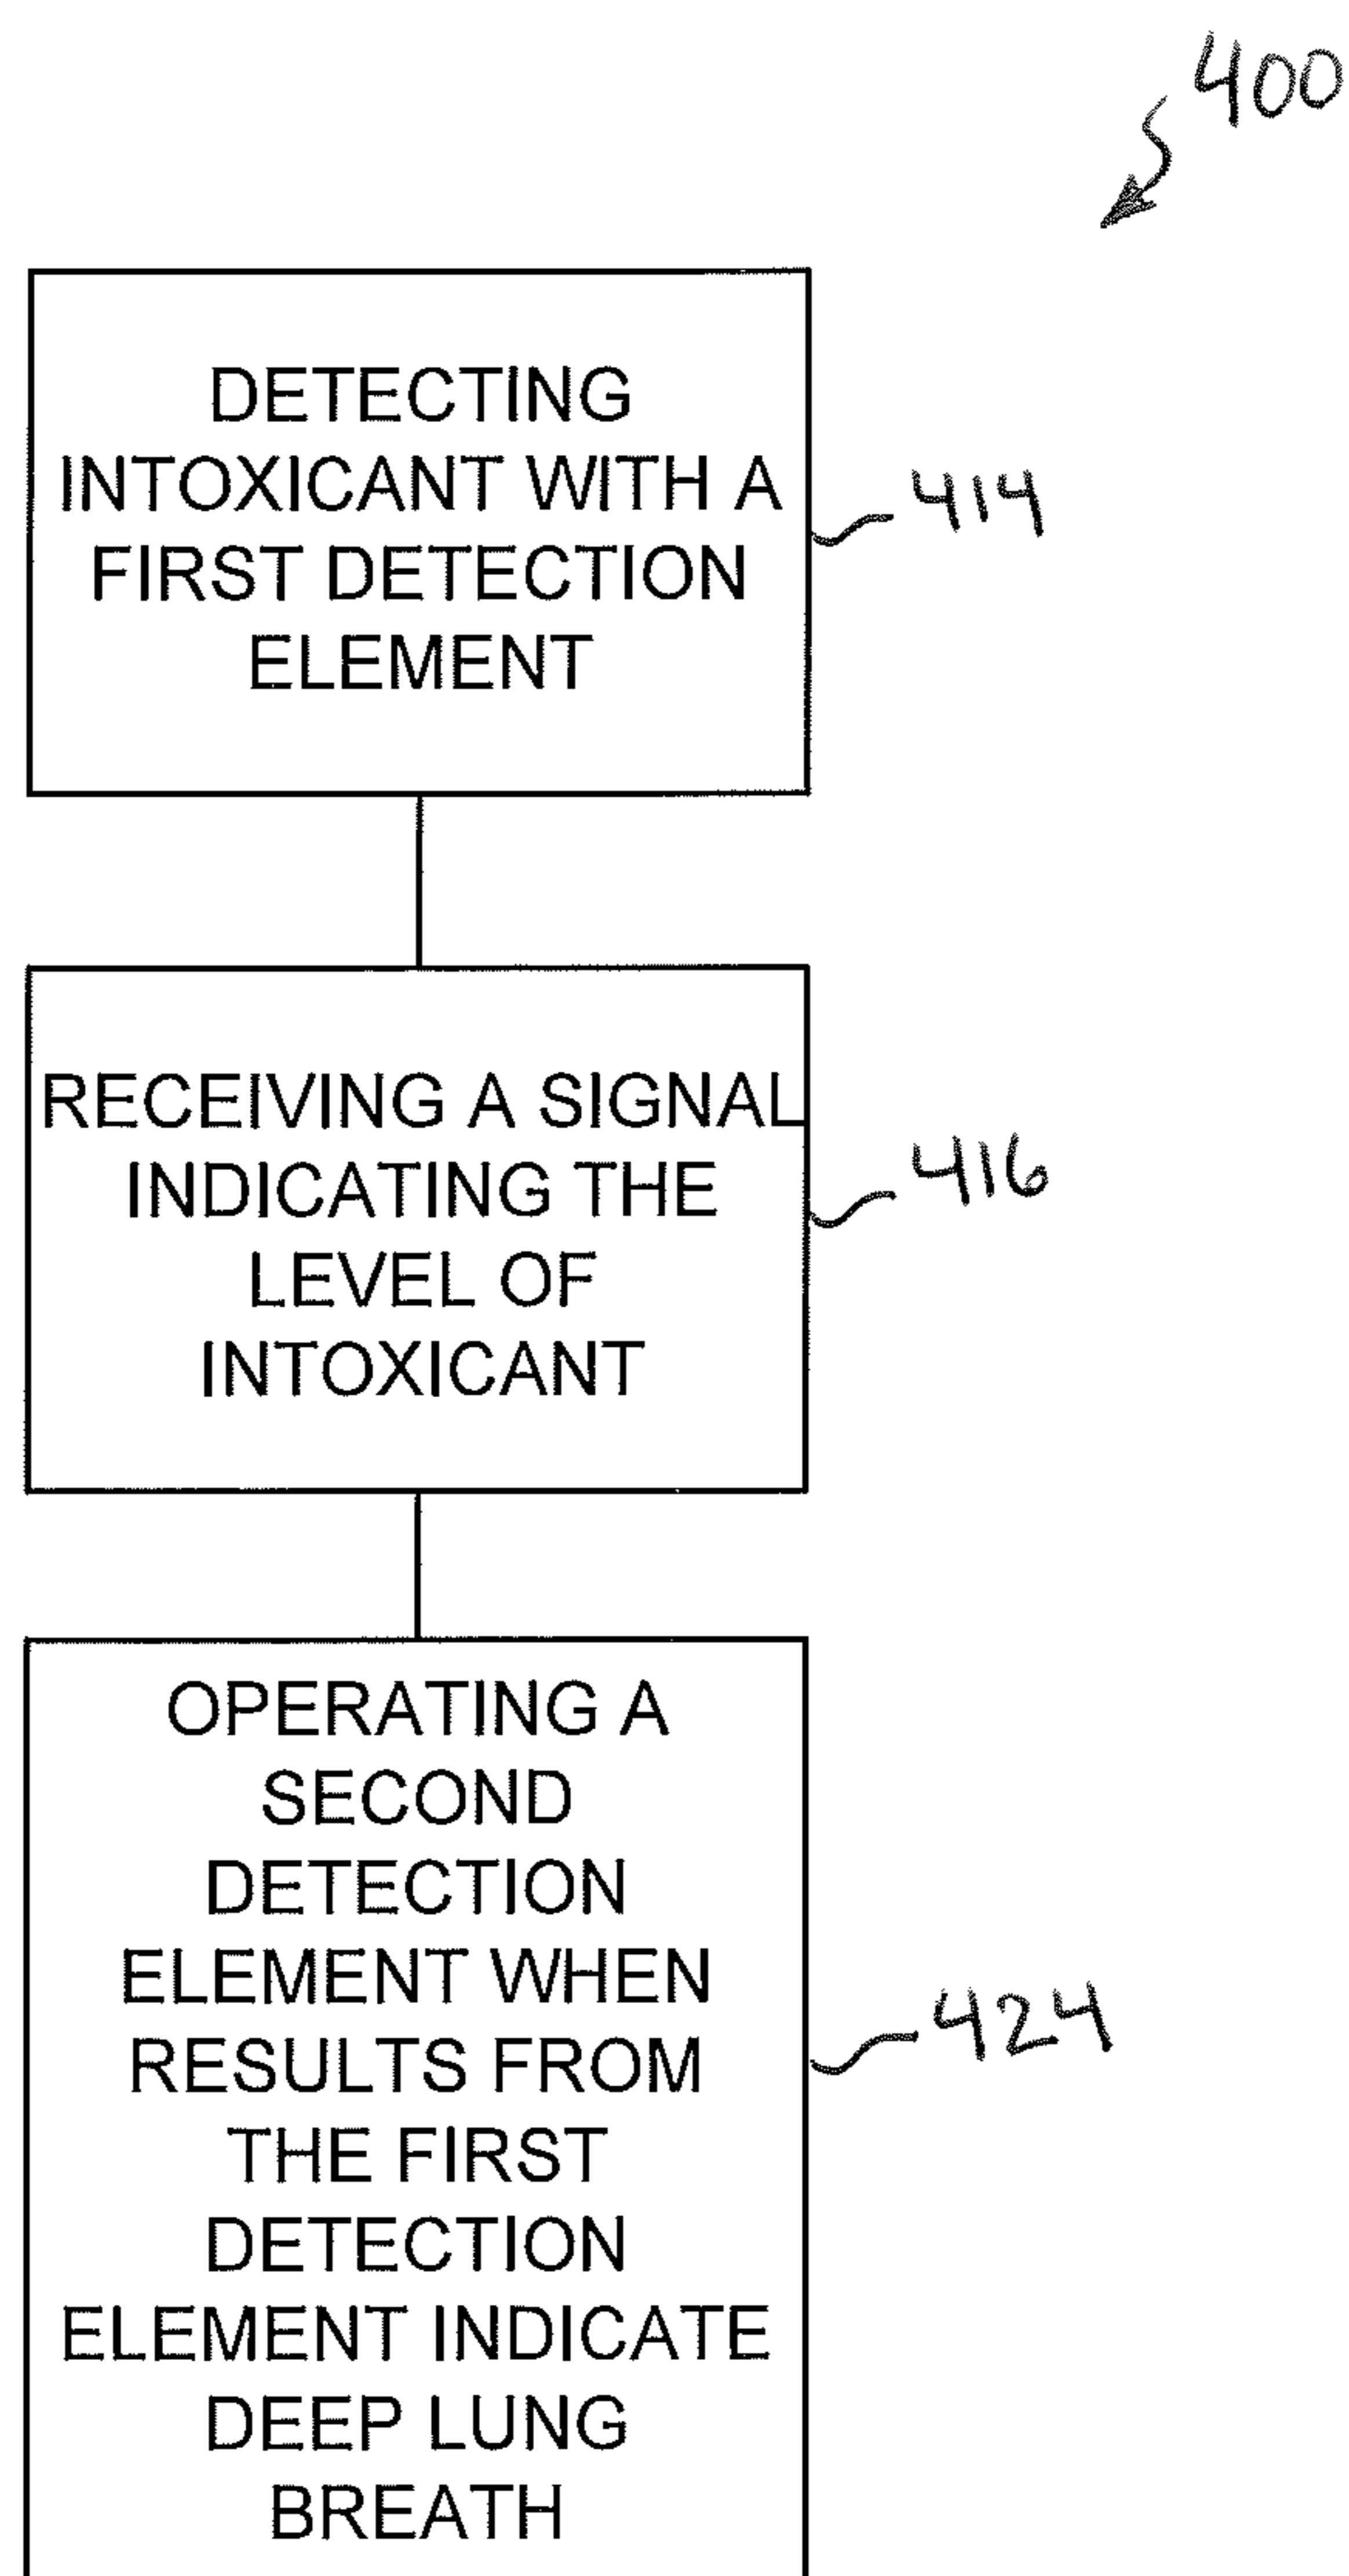 400
DETECTING
INTOXICANT WITH A
FIRST DETECTION
ELEMENT
414
RECEIVING A SIGNAL
INDICATING THE
LEVEL OF
INTOXICANT
416
OPERATING A
SECOND
DETECTION
ELEMENT WHEN
RESULTS FROM
THE FIRST
DETECTION
ELEMENT INDICATE
DEEP LUNG
BREATH
424